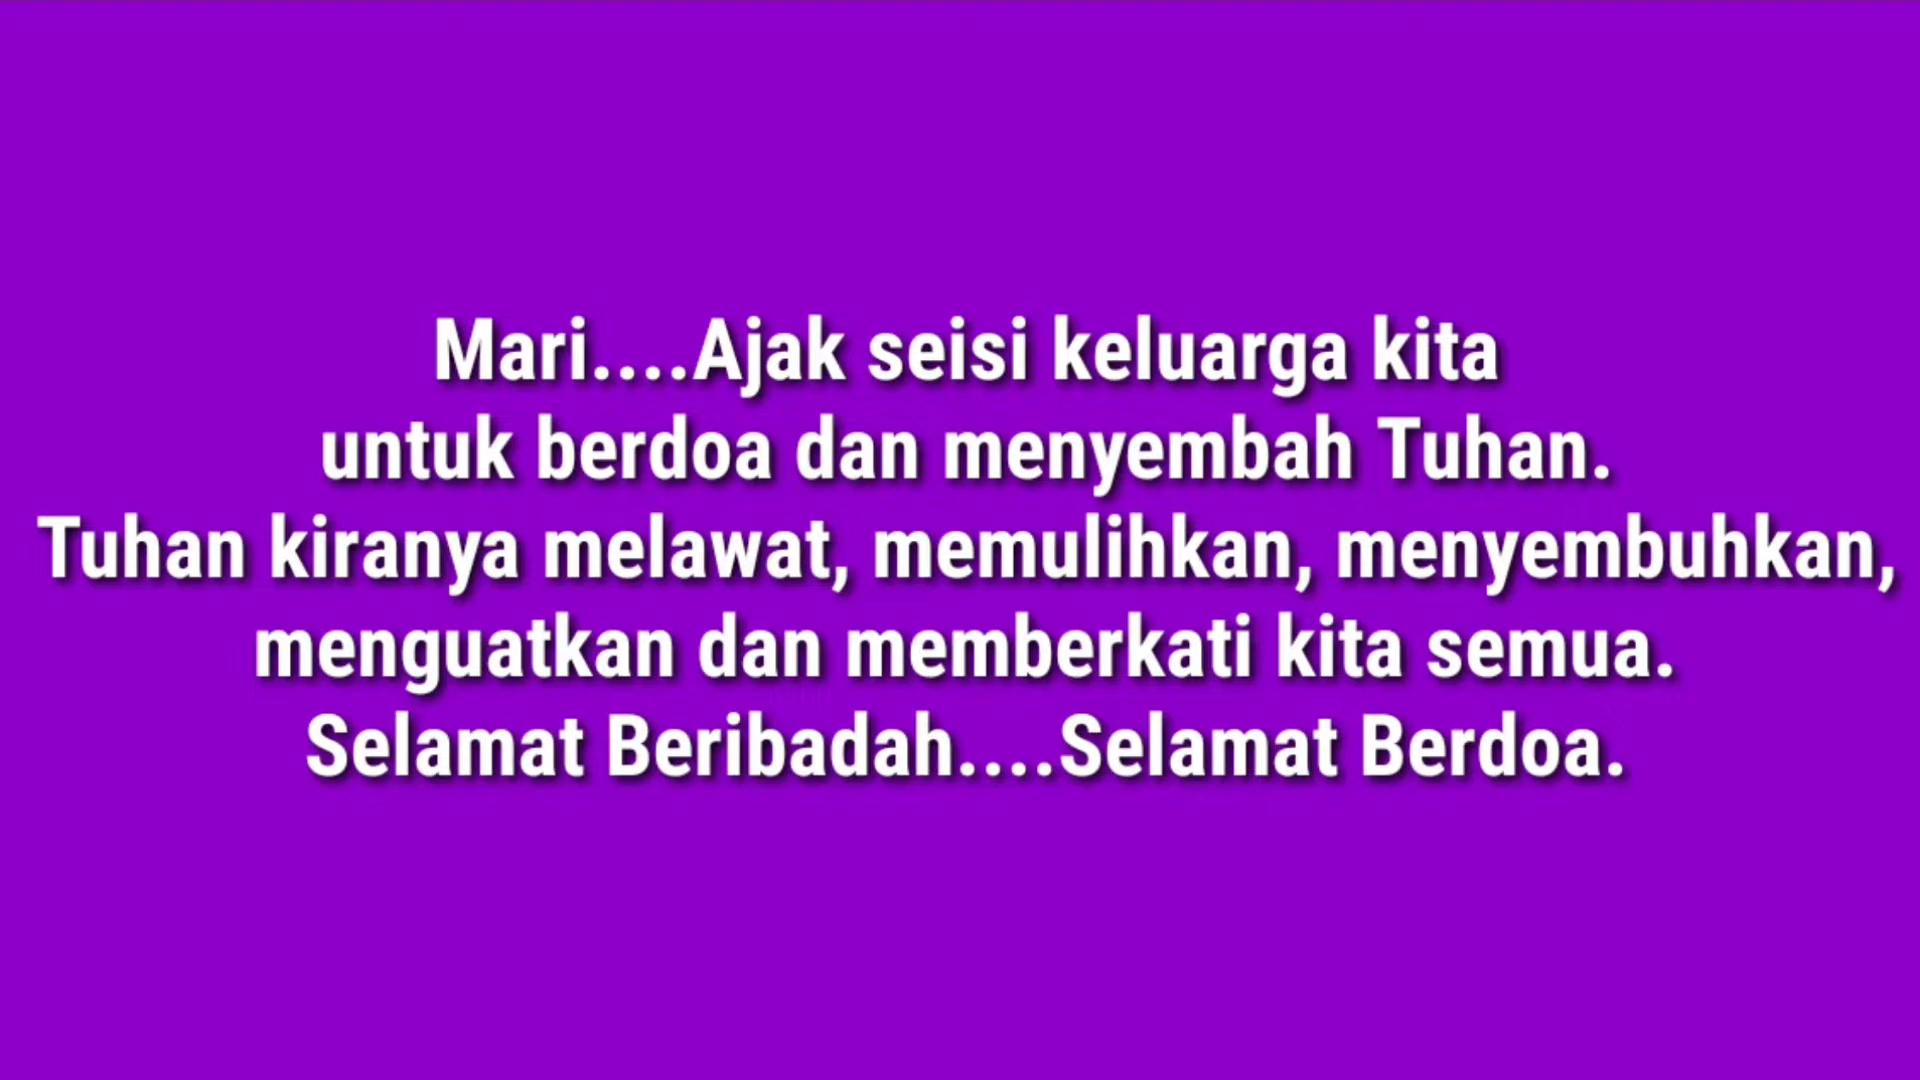 Mari....Ajak seisi keluarga kita
untuk berdoa dan menyembah Tuhan.
Tuhan kiranya melawat, memulihkan, menyembuhkan,
menguatkan dan memberkati kita semua.
Selamat Beribadah....Selamat Berdoa.